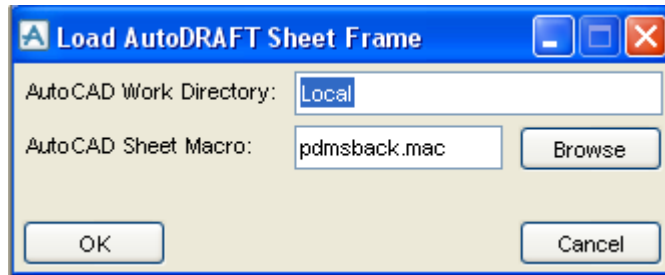 Load AutoDRAFT Sheet Frame
AutoCAD Work Directory: Local
AutoCAD Sheet Macro: pdmsback.mac Browse
OK Cancel